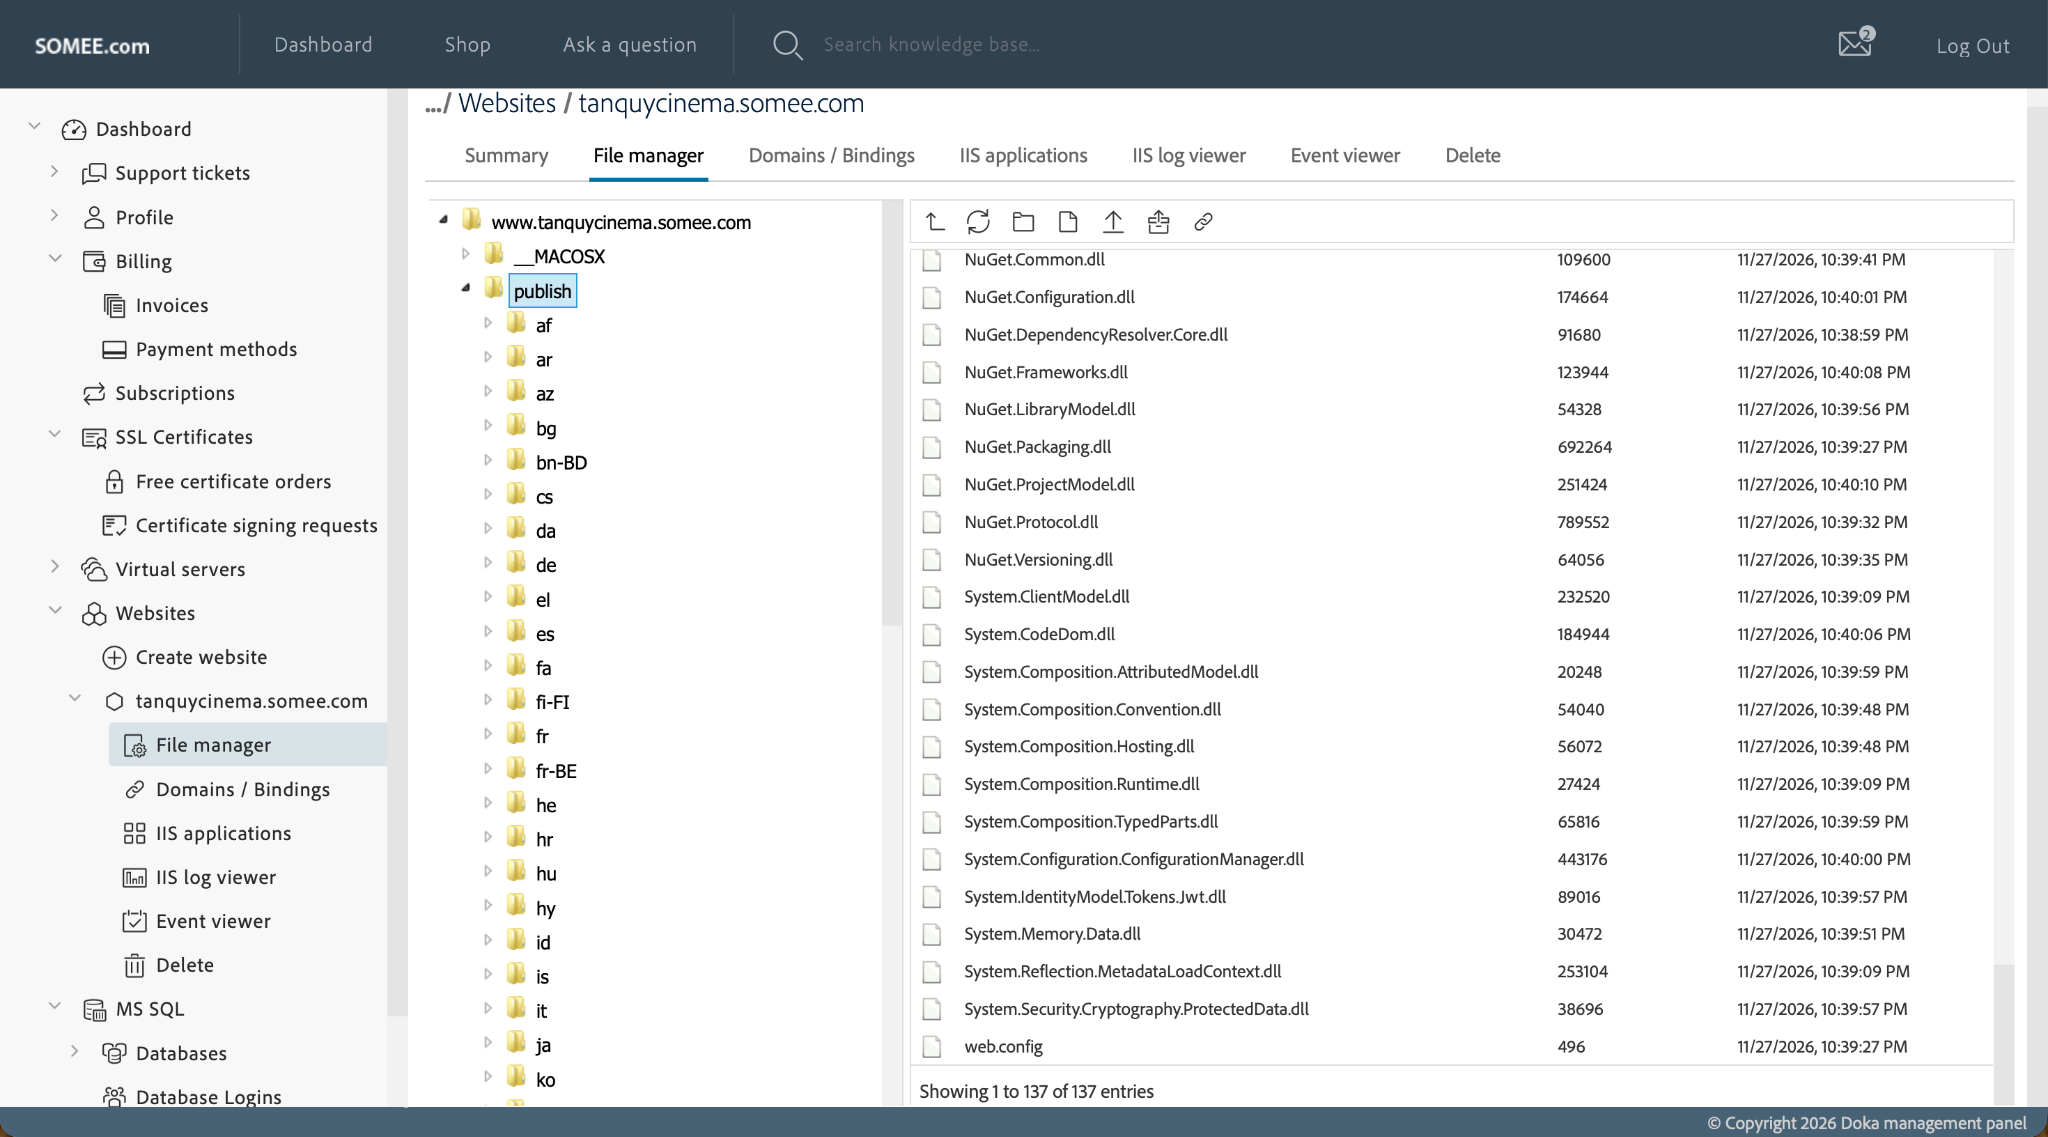 SOMEE.com
Dashboard
Shop
Ask a question
Search knowledge base...
2
Log Out
Dashboard
Support tickets
Profile
Billing
Invoices
Payment methods
Subscriptions
SSL Certificates
Free certificate orders
Certificate signing requests
Virtual servers
Websites
Create website
tanquycinema.somee.com
File manager
Domains / Bindings
IIS applications
IIS log viewer
Event viewer
Delete
MS SQL
Databases
Database Logins
.../ Websites / tanquycinema.somee.com
Summary
File manager
Domains / Bindings
IIS applications
IIS log viewer
Event viewer
Delete
www.tanquycinema.somee.com
__MACOSX
publish
af
ar
az
bg
bn-BD
cs
da
de
el
es
fa
fi-FI
fr
fr-BE
he
hr
hu
hy
id
is
it
ja
ko
NuGet.Common.dll 109600 11/27/2026, 10:39:41 PM
NuGet.Configuration.dll 174664 11/27/2026, 10:40:01 PM
NuGet.DependencyResolver.Core.dll 91680 11/27/2026, 10:38:59 PM
NuGet.Frameworks.dll 123944 11/27/2026, 10:40:08 PM
NuGet.LibraryModel.dll 54328 11/27/2026, 10:39:56 PM
NuGet.Packaging.dll 692264 11/27/2026, 10:39:27 PM
NuGet.ProjectModel.dll 251424 11/27/2026, 10:40:10 PM
NuGet.Protocol.dll 789552 11/27/2026, 10:39:32 PM
NuGet.Versioning.dll 64056 11/27/2026, 10:39:35 PM
System.ClientModel.dll 232520 11/27/2026, 10:39:09 PM
System.CodeDom.dll 184944 11/27/2026, 10:40:06 PM
System.Composition.AttributedModel.dll 20248 11/27/2026, 10:39:59 PM
System.Composition.Convention.dll 54040 11/27/2026, 10:39:48 PM
System.Composition.Hosting.dll 56072 11/27/2026, 10:39:48 PM
System.Composition.Runtime.dll 27424 11/27/2026, 10:39:09 PM
System.Composition.TypedParts.dll 65816 11/27/2026, 10:39:59 PM
System.Configuration.ConfigurationManager.dll 443176 11/27/2026, 10:40:00 PM
System.IdentityModel.Tokens.Jwt.dll 89016 11/27/2026, 10:39:57 PM
System.Memory.Data.dll 30472 11/27/2026, 10:39:51 PM
System.Reflection.MetadataLoadContext.dll 253104 11/27/2026, 10:39:09 PM
System.Security.Cryptography.ProtectedData.dll 38696 11/27/2026, 10:39:57 PM
web.config 496 11/27/2026, 10:39:27 PM
Showing 1 to 137 of 137 entries
© Copyright 2026 Doka management panel